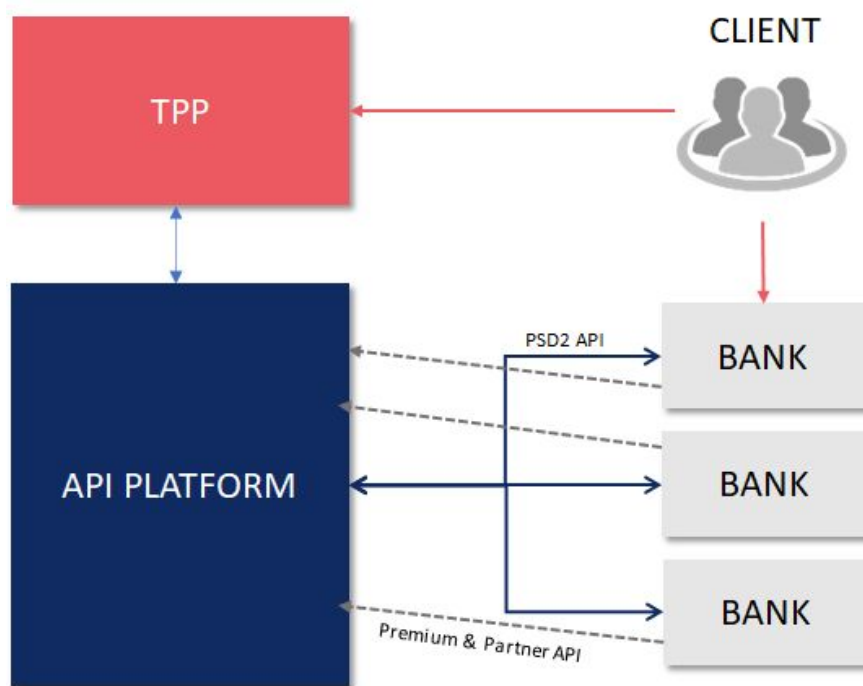 CLIENT
TPP
PSD2 API
BANK
API PLATFORM
BANK
BANK
Premium & Partner API